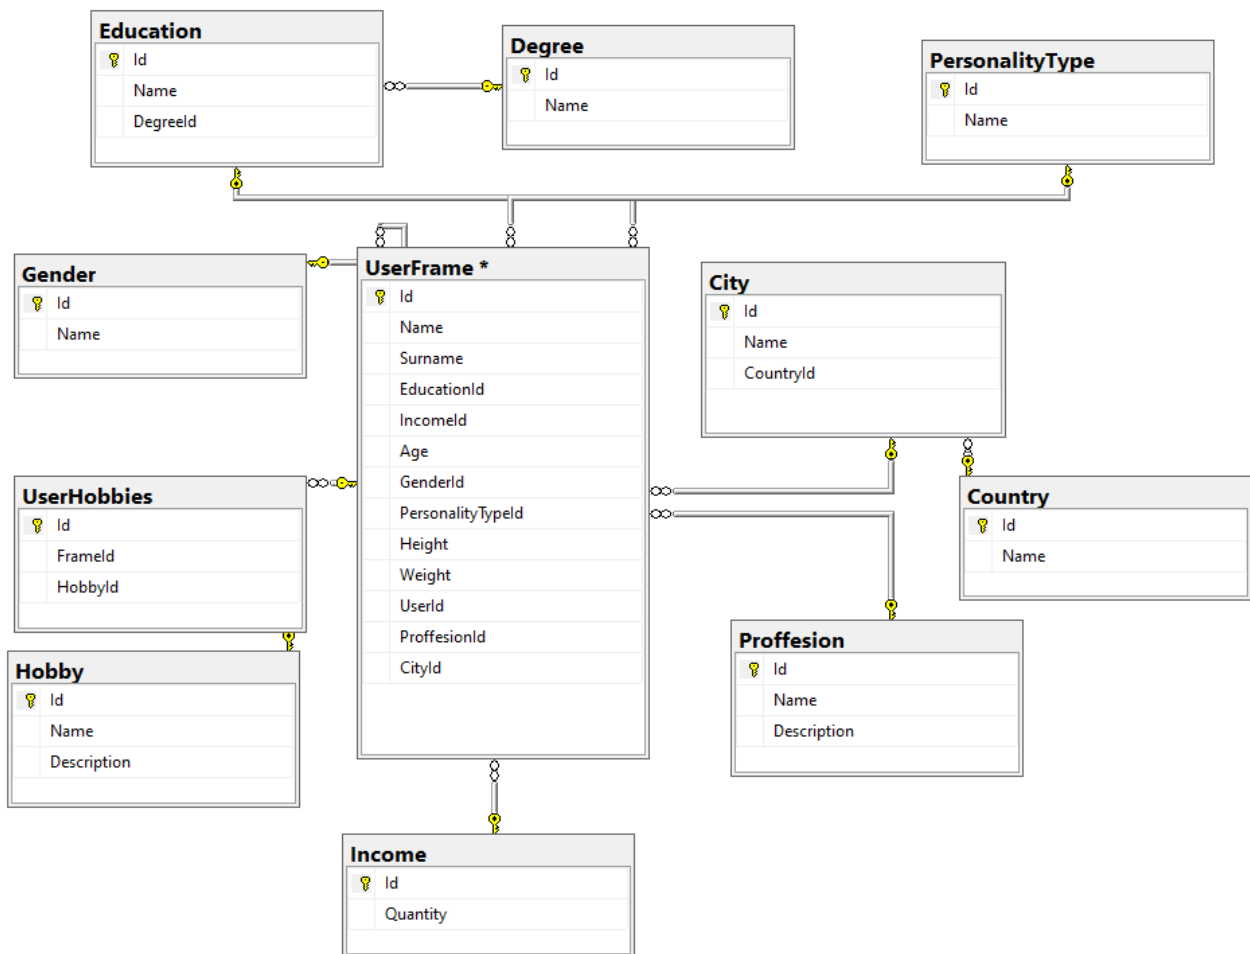 Education
Id
Name
DegreeId
Degree
Id
Name
PersonalityType
Id
Name
Gender
Id
Name
UserFrame *
Id
Name
Surname
EducationId
IncomeId
Age
GenderId
PersonalityTypeId
Height
Weight
UserId
ProffesionId
CityId
City
Id
Name
CountryId
UserHobbies
Id
FrameId
HobbyId
Country
Id
Name
Hobby
Id
Name
Description
Proffesion
Id
Name
Description
Income
Id
Quantity